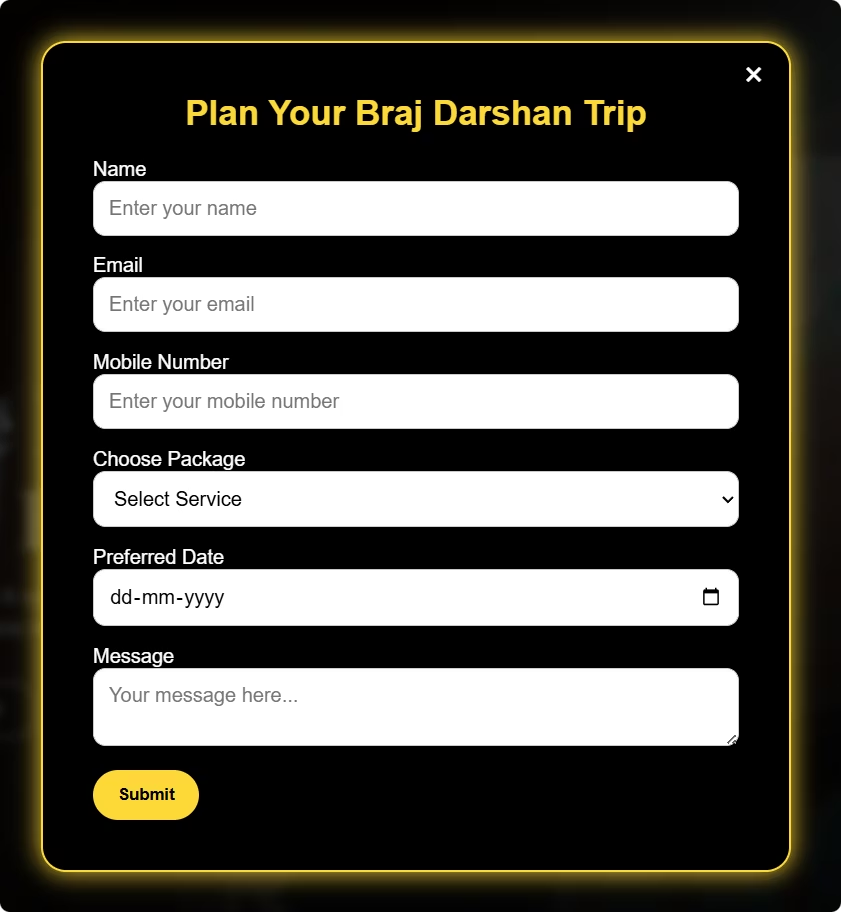 ×
Plan Your Braj Darshan Trip
Name
Enter your name
Email
Enter your email
Mobile Number
Enter your mobile number
Choose Package
Select Service
Preferred Date
dd-mm-yyyy
Message
Your message here...
Submit